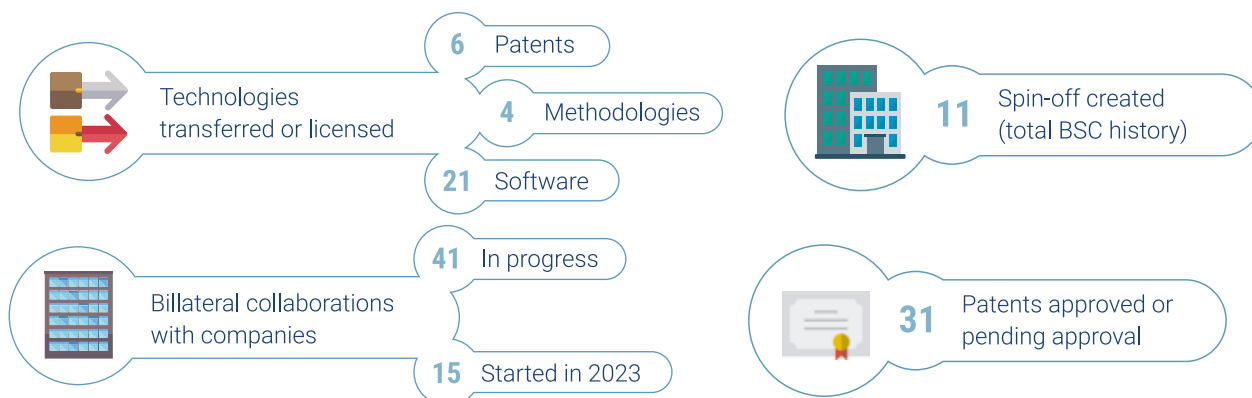 Technologies
transferred or licensed
6 Patents
4 Methodologies
21 Software
11 Spin-off created
(total BSC history)
Billateral collaborations
with companies
41 In progress
15 Started in 2023
31 Patents approved or
pending approval